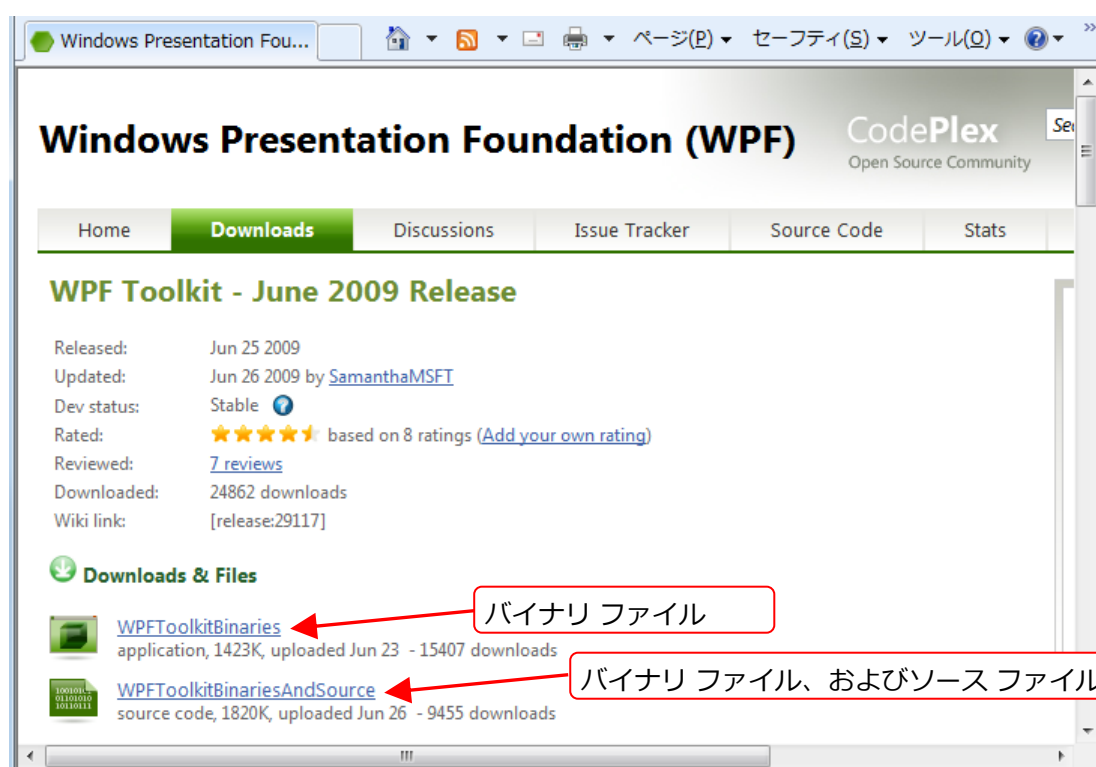 Windows Presentation Fou...
ページ(P) セーフティ(S) ツール(O)
Windows Presentation Foundation (WPF)
CodePlex
Open Source Community
Home Downloads Discussions Issue Tracker Source Code Stats
WPF Toolkit - June 2009 Release
Released: Jun 25 2009
Updated: Jun 26 2009 by SamanthaMSFT
Dev status: Stable
Rated: based on 8 ratings (Add your own rating)
Reviewed: 7 reviews
Downloaded: 24862 downloads
Wiki link: [release:29117]
Downloads & Files
WPFToolkitBinaries
application, 1423K, uploaded Jun 23 - 15407 downloads
バイナリ ファイル
WPFToolkitBinariesAndSource
source code, 1820K, uploaded Jun 26 - 9455 downloads
バイナリ ファイル、およびソース ファイル